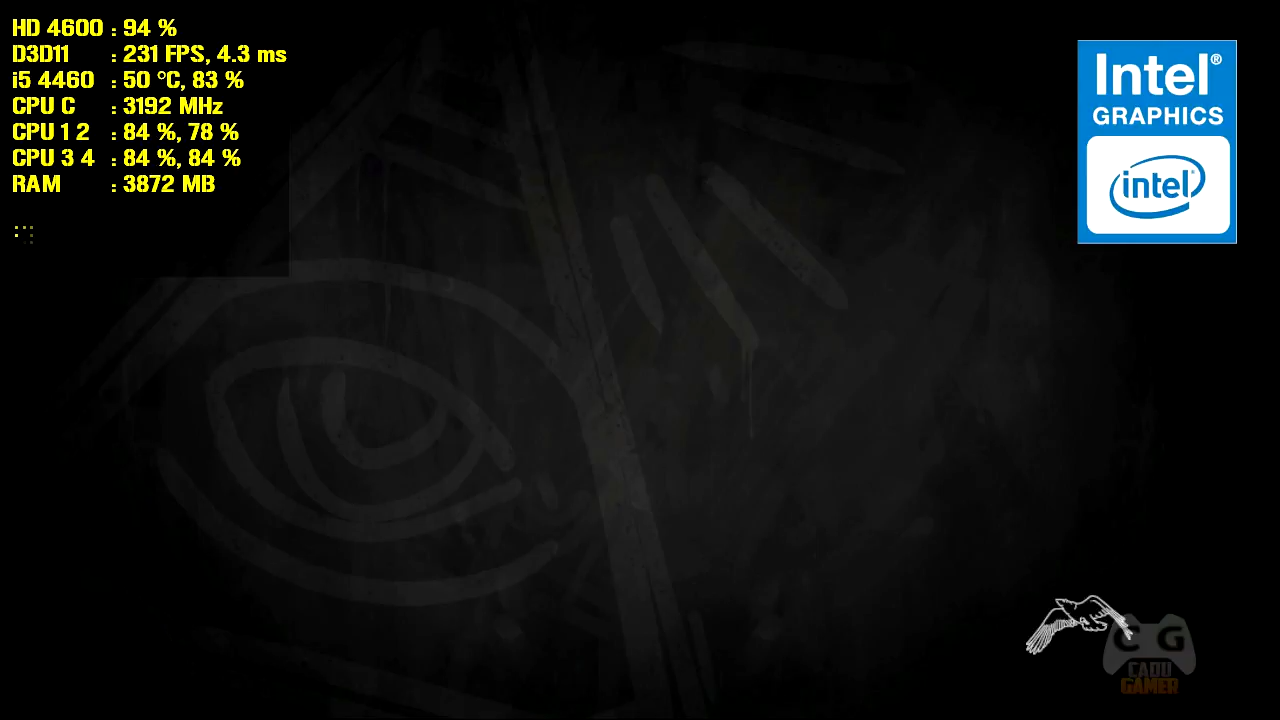 HD 4600 : 94 %
D3D11 : 231 FPS, 4.3 ms
i5 4460 : 50 °C, 83 %
CPU C : 3192 MHz
CPU 1 2 : 84 %, 78 %
CPU 3 4 : 84 %, 84 %
RAM : 3872 MB
Intel®
GRAPHICS
intel®
C G
CADU
GAMER